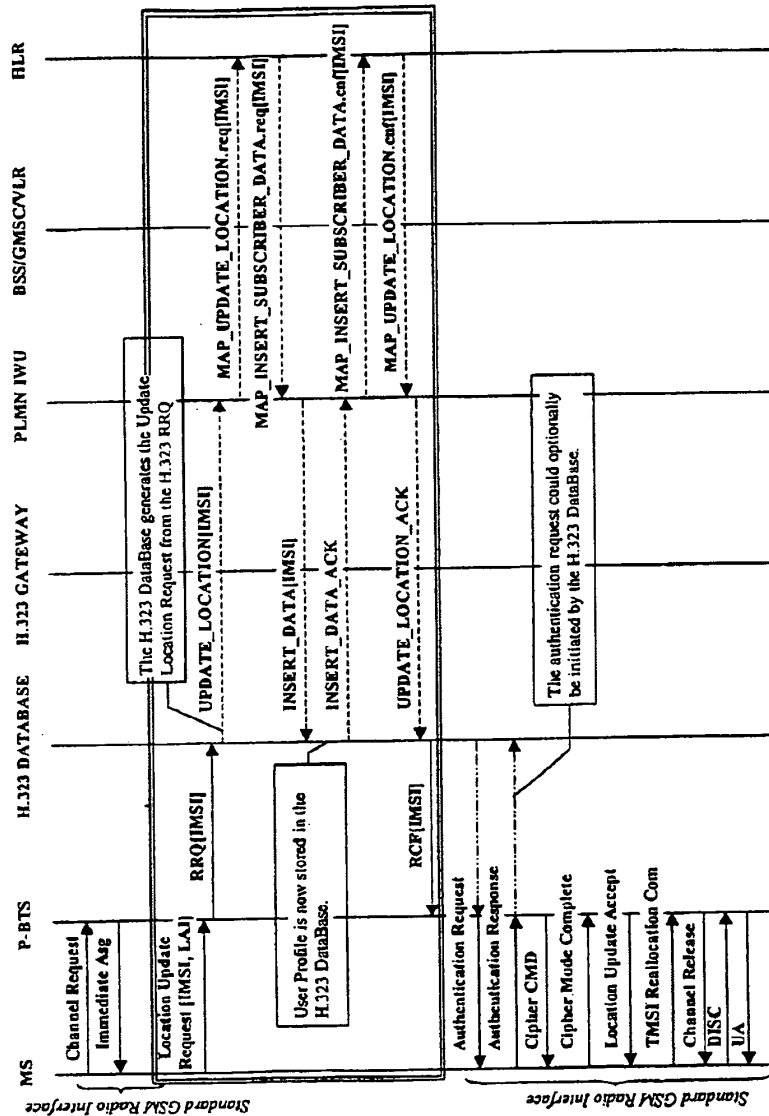 MS
P-BTS
H.323 DATABASE
H.323 GATEWAY
PLMN IWU
BSS/GMSC/VLR
HLR
Standard GSM Radio Interface
Channel Request
Immediate Asg
Location Update
Request [IMSI, LAI]
RRQ[IMSI]
The H.323 DataBase generates the Update
Location Request from the H.323 RRQ
UPDATE_LOCATION[IMSI]
MAP_UPDATE_LOCATION.req[IMSI]
MAP_INSERT_SUBSCRIBER_DATA.req[IMSI]
INSERT_DATA[IMSI]
User Profile is now stored in the
H.323 DataBase.
INSERT_DATA_ACK
MAP_INSERT_SUBSCRIBER_DATA.cnf[IMSI]
MAP_UPDATE_LOCATION.cnf[IMSI]
UPDATE_LOCATION_ACK
RCF[IMSI]
Authentication Request
Authentication Response
The authentication request could optionally
be initiated by the H.323 DataBase.
Cipher CMD
Cipher Mode Complete
Location Update Accept
TMSI Reallocation Com
Channel Release
DISC
UA
Standard GSM Radio Interface